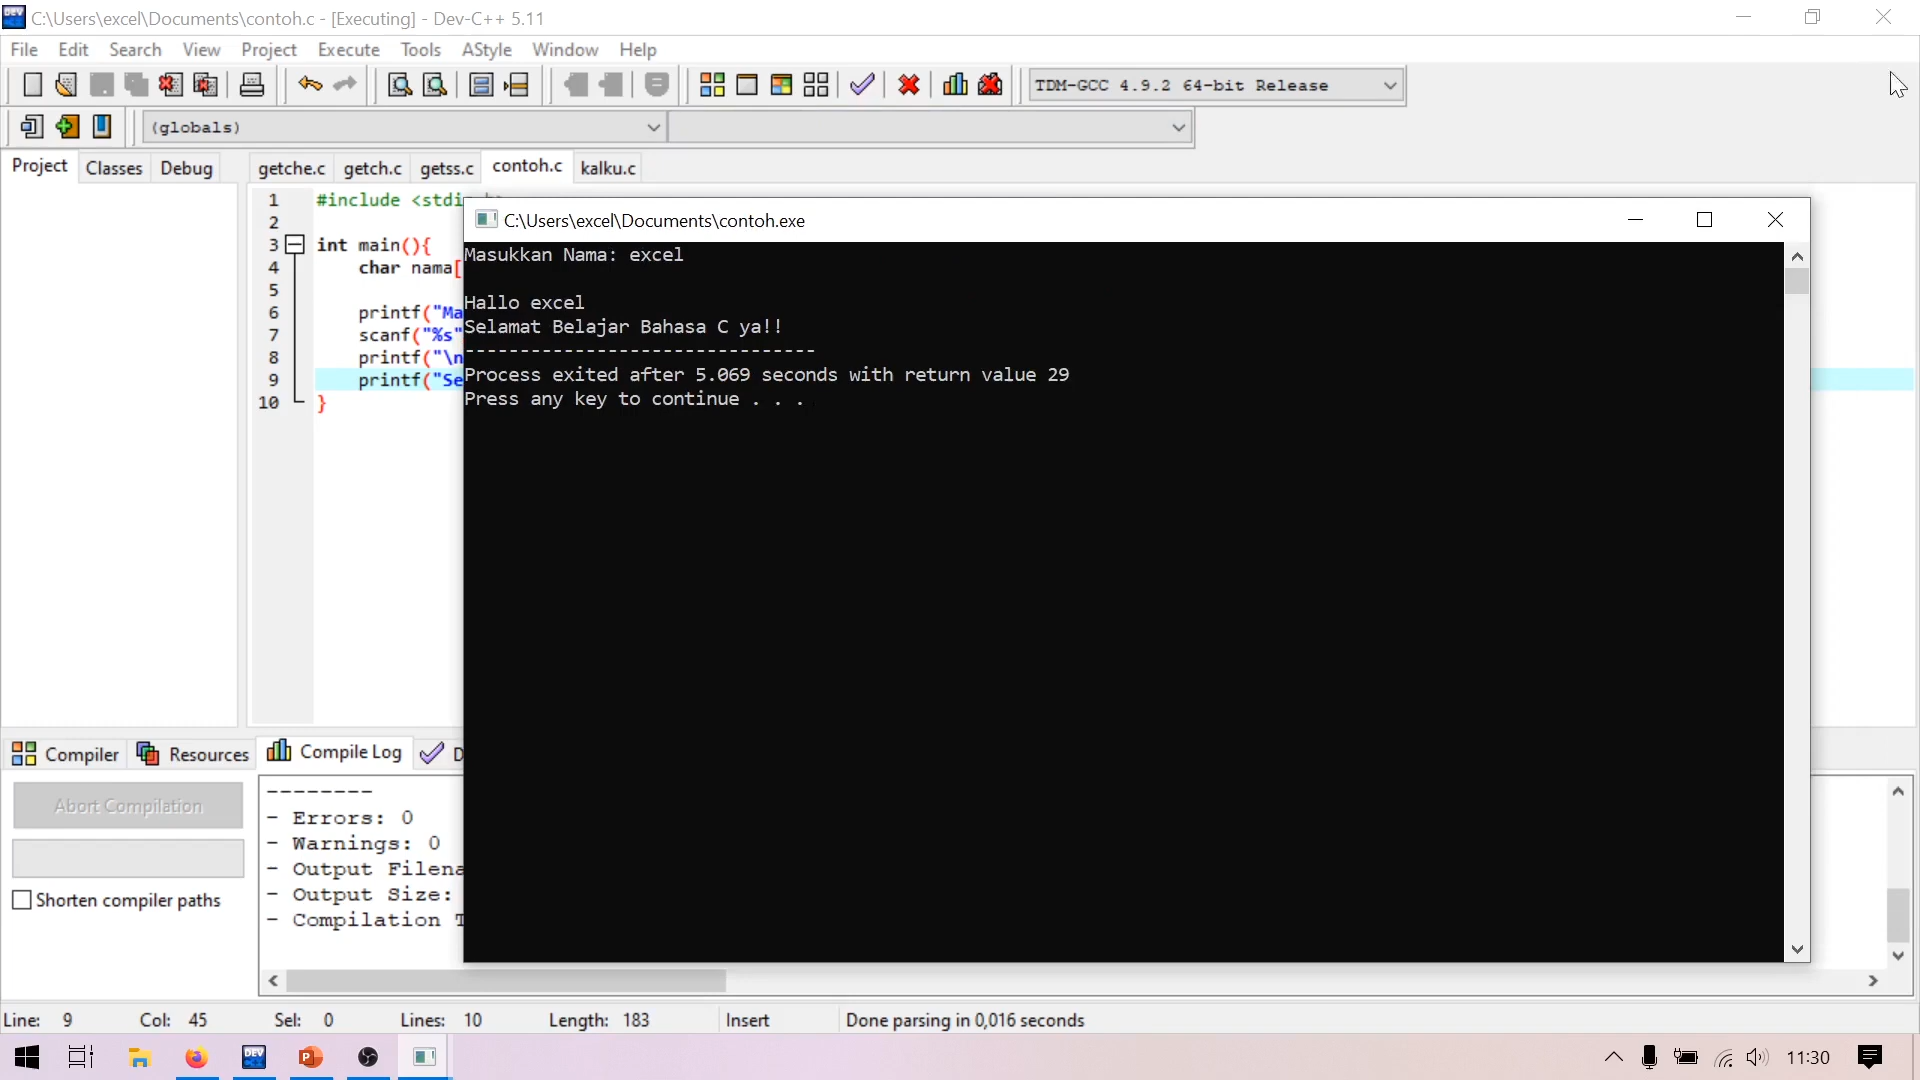 C:\Users\excel\Documents\contoh.c - [Executing] - Dev-C++ 5.11
File Edit Search View Project Execute Tools AStyle Window Help
TDM-GCC 4.9.2 64-bit Release
(globals)
Project Classes Debug
getche.c getch.c getss.c contoh.c kalku.c
1 #include <stdi
2
3 int main(){
4 char nama[
5
6 printf("Ma
7 scanf("%s"
8 printf("\n
9 printf("Se
10 }
C:\Users\excel\Documents\contoh.exe
Masukkan Nama: excel
Hallo excel
Selamat Belajar Bahasa C ya!!
--------------------------------
Process exited after 5.069 seconds with return value 29
Press any key to continue . . .
Compiler Resources Compile Log D
Abort Compilation
Shorten compiler paths
--------
- Errors: 0
- Warnings: 0
- Output Filena
- Output Size:
- Compilation T
Line: 9 Col: 45 Sel: 0 Lines: 10 Length: 183 Insert Done parsing in 0,016 seconds
DEV
11:30